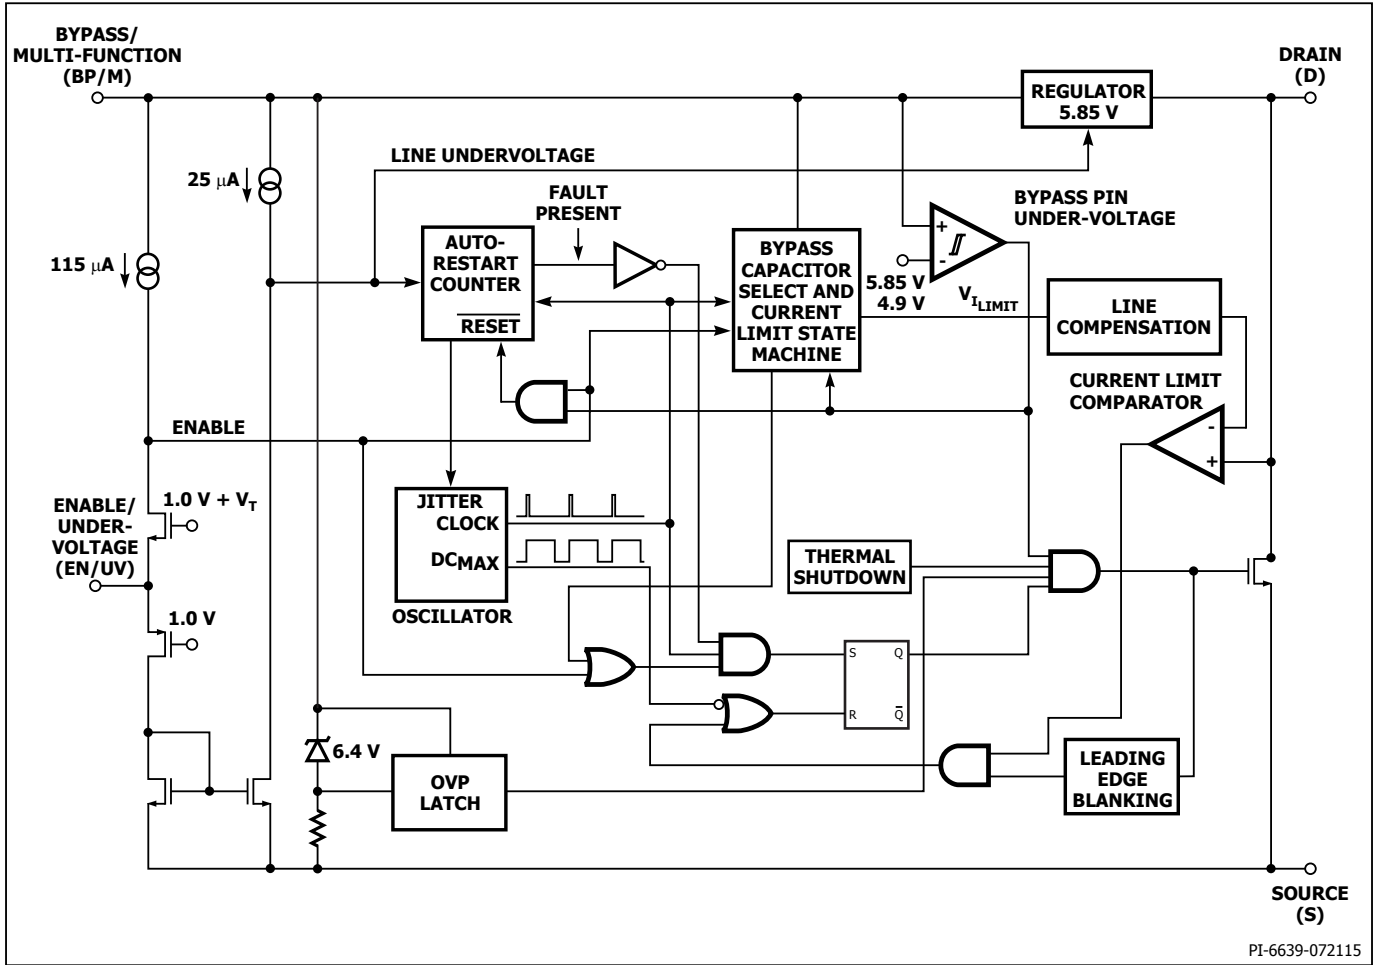 BYPASS/
MULTI-FUNCTION
(BP/M)
DRAIN
(D)
REGULATOR
5.85 V
LINE UNDERVOLTAGE
25 μA
FAULT
PRESENT
BYPASS PIN
UNDER-VOLTAGE
115 μA
AUTO-
RESTART
COUNTER
RESET
BYPASS
CAPACITOR
SELECT AND
CURRENT
LIMIT STATE
MACHINE
+
-
5.85 V
4.9 V
VILIMIT
LINE
COMPENSATION
CURRENT LIMIT
COMPARATOR
-
+
ENABLE
ENABLE/
UNDER-
VOLTAGE
(EN/UV)
1.0 V + VT
JITTER
CLOCK
DCMAX
OSCILLATOR
THERMAL
SHUTDOWN
1.0 V
S Q
R Q̅
6.4 V
OVP
LATCH
LEADING
EDGE
BLANKING
SOURCE
(S)
PI-6639-072115